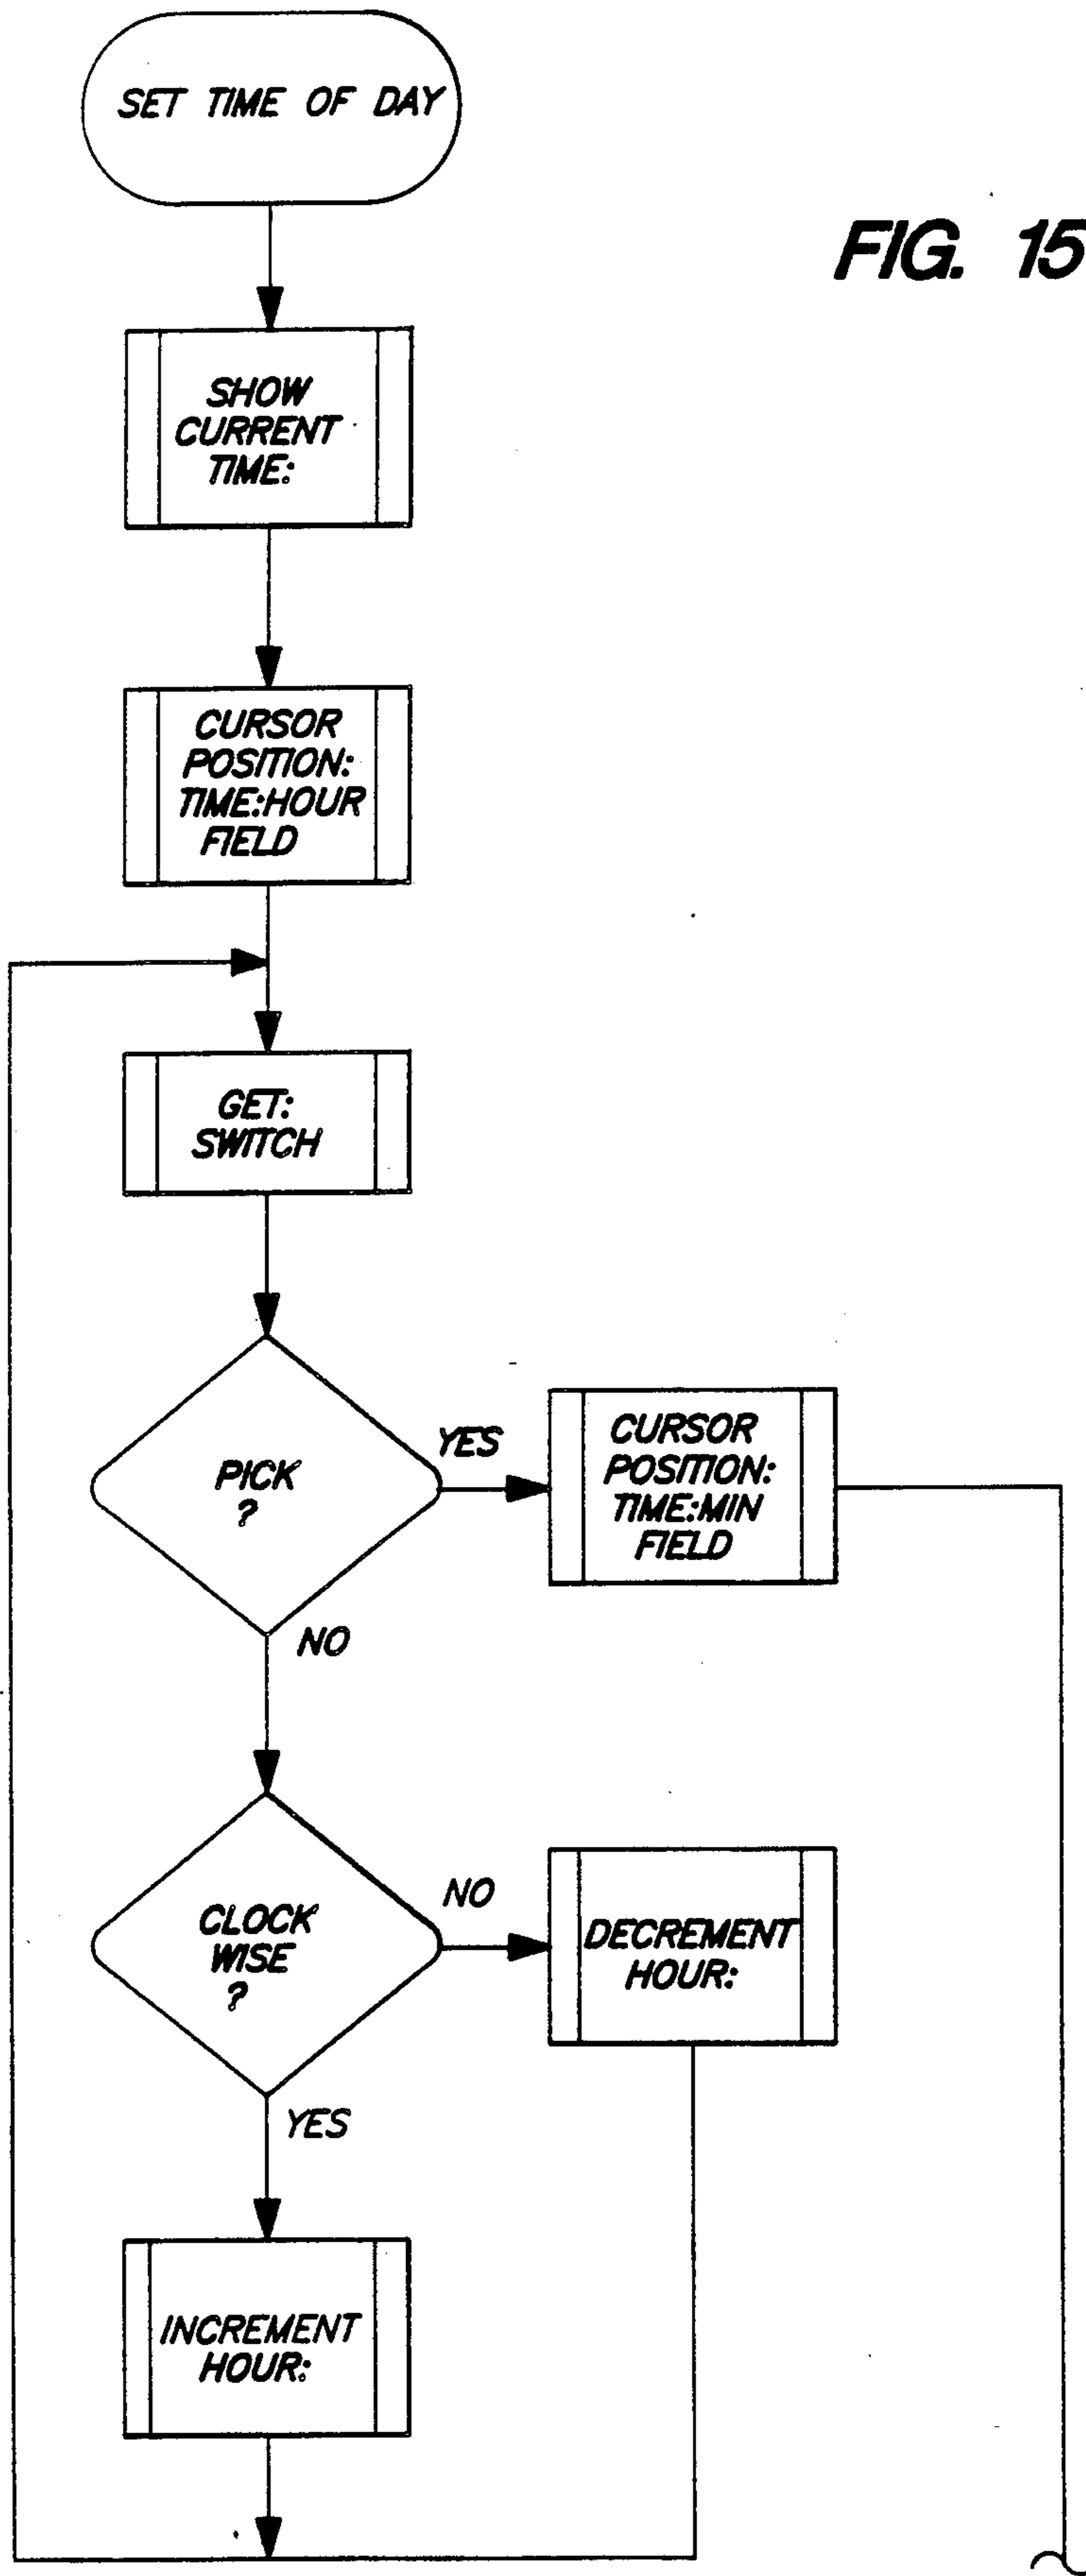 SET TIME OF DAY
FIG. 15
SHOW
CURRENT
TIME:
CURSOR
POSITION:
TIME:HOUR
FIELD
GET:
SWITCH
PICK
?
YES
CURSOR
POSITION:
TIME:MIN
FIELD
NO
CLOCK
WISE
?
NO
DECREMENT
HOUR:
YES
INCREMENT
HOUR: